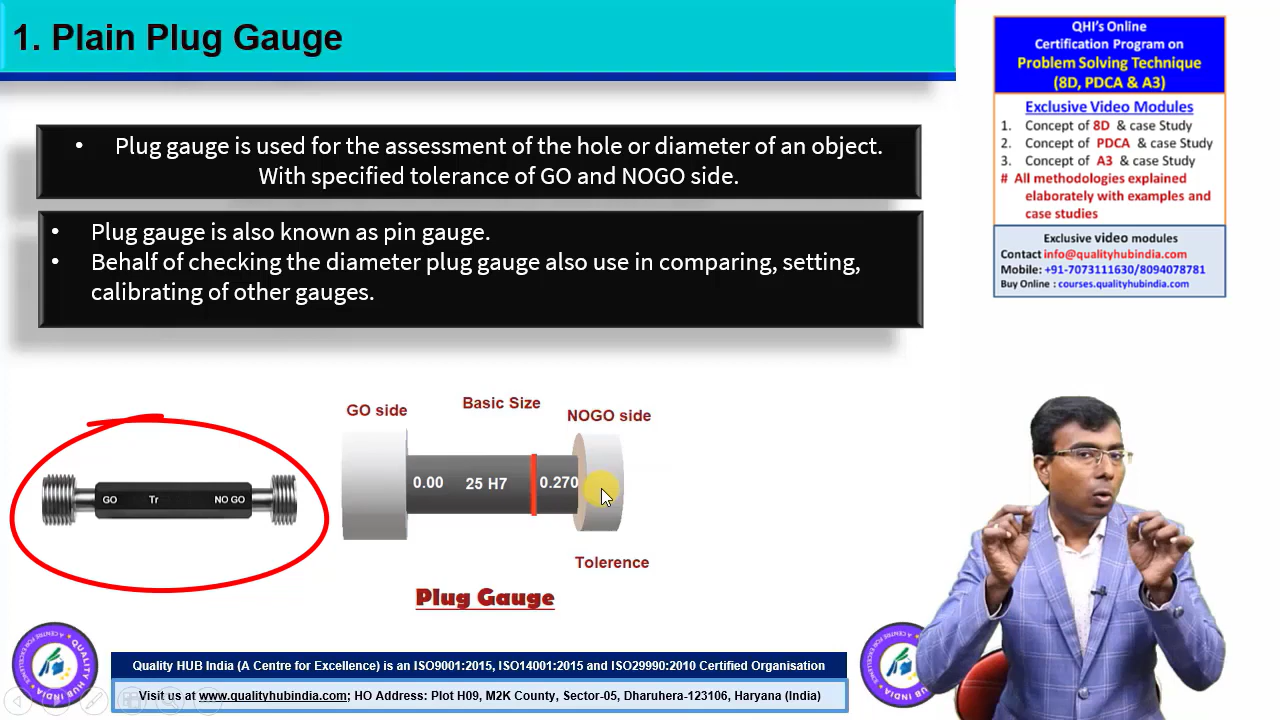 1. Plain Plug Gauge
• Plug gauge is used for the assessment of the hole or diameter of an object.
With specified tolerance of GO and NOGO side.
• Plug gauge is also known as pin gauge.
• Behalf of checking the diameter plug gauge also use in comparing, setting,
calibrating of other gauges.
QHI's Online
Certification Program on
Problem Solving Technique
(8D, PDCA & A3)
Exclusive Video Modules
1. Concept of 8D & case Study
2. Concept of PDCA & case Study
3. Concept of A3 & case Study
# All methodologies explained
elaborately with examples and
case studies
Exclusive video modules
Contact info@qualityhubindia.com
Mobile: +91-7073111630/8094078781
Buy Online : courses.qualityhubindia.com
GO Tr NO GO
GO side
Basic Size
NOGO side
0.00 25 H7 0.270
Tolerence
Plug Gauge
QUALITY HUB INDIA
(A CENTRE FOR EXCELLENCE)
Quality HUB India (A Centre for Excellence) is an ISO9001:2015, ISO14001:2015 and ISO29990:2010 Certified Organisation
Visit us at www.qualityhubindia.com; HO Address: Plot H09, M2K County, Sector-05, Dharuhera-123106, Haryana (India)